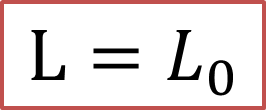 L = L₀